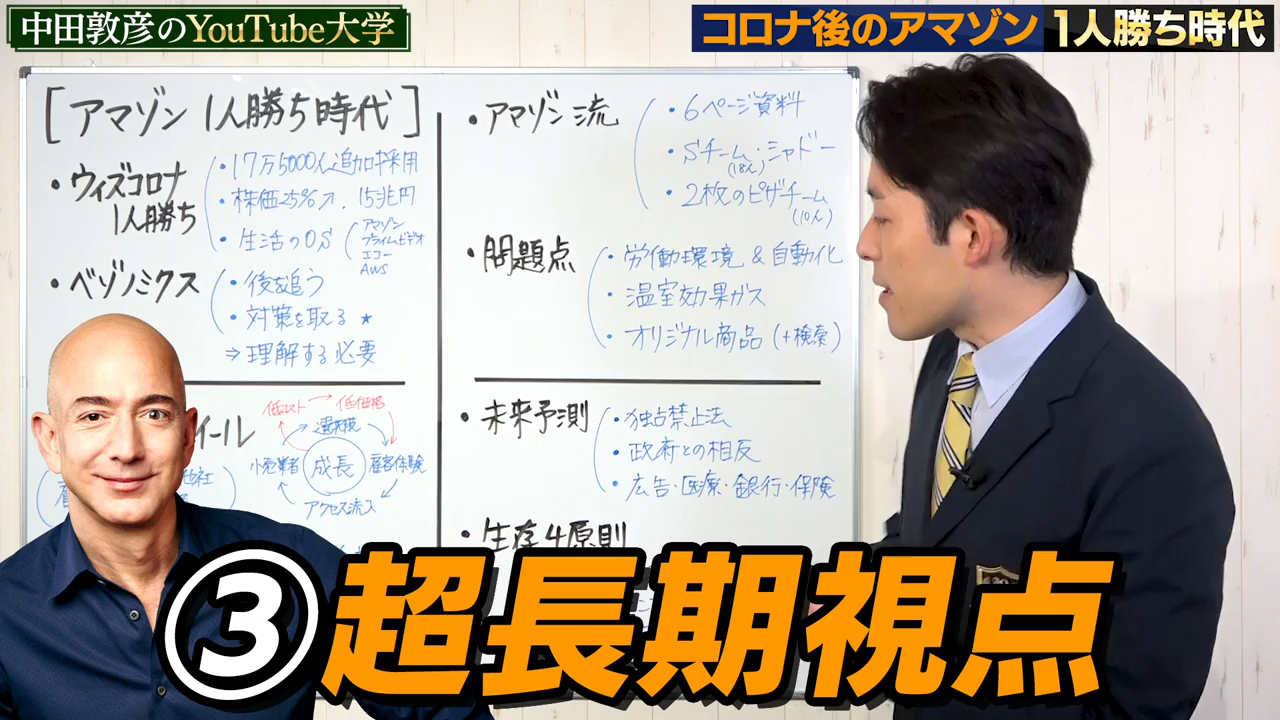 中田敦彦のYouTube大学
コロナ後のアマゾン 1人勝ち時代
[アマゾン 1人勝ち時代]
・ウィズコロナ
1人勝ち
・17万5000人追加採用
・株価25%↗. 15兆円
・生活のOS
アマゾン
プライムビデオ
エコー
AWS
・ベゾノミクス
・後を追う
・対策を取る ★
⇒理解する必要
イール
低コスト→低価格
選択肢
小売業者
成長
顧客体験
アクセス流入
・アマゾン流
・6ページ資料
・Sチーム・シャドー
(18人)
・2枚のピザチーム
(10人)
・問題点
・労働環境 & 自動化
・温室効果ガス
・オリジナル商品 (+検索)
・未来予測
・独占禁止法
・政府との相反
・広告・医療・銀行・保険
・生存4原則
③超長期視点